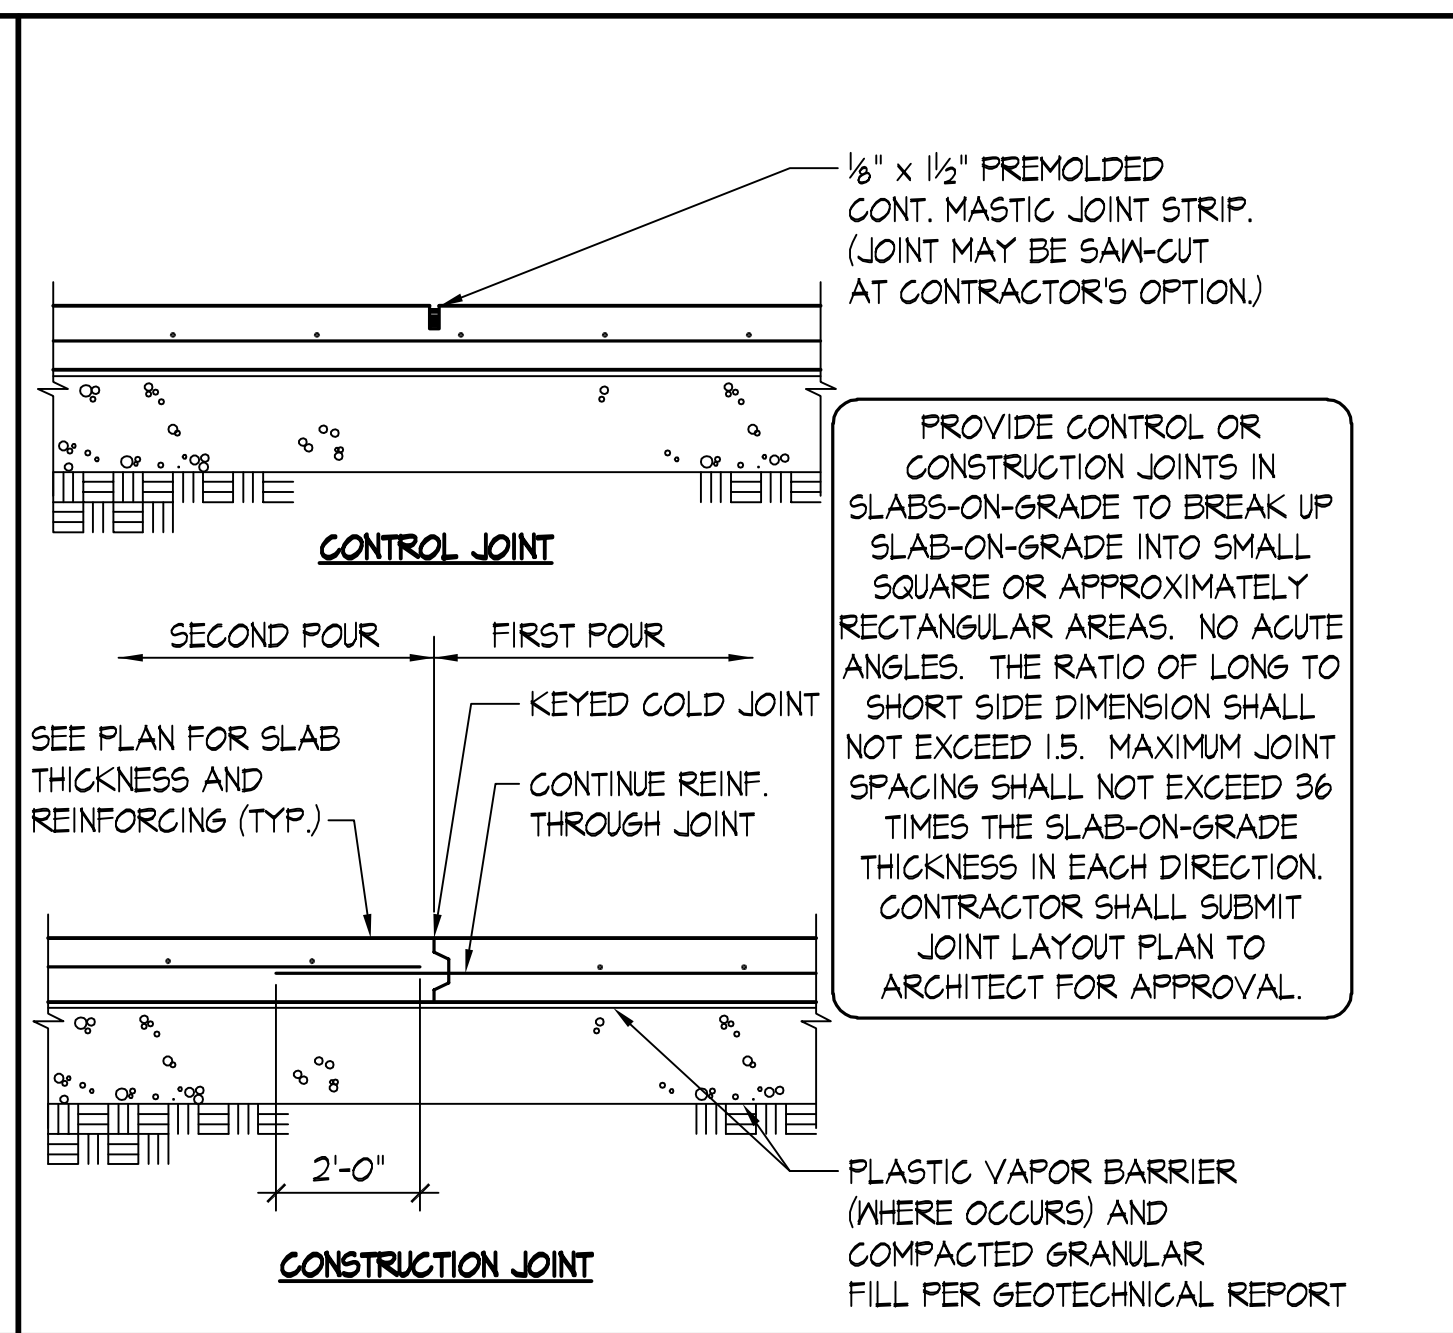 ⅛" x 1½" PREMOLDED
CONT. MASTIC JOINT STRIP.
(JOINT MAY BE SAW-CUT
AT CONTRACTOR'S OPTION.)
CONTROL JOINT
PROVIDE CONTROL OR
CONSTRUCTION JOINTS IN
SLABS-ON-GRADE TO BREAK UP
SLAB-ON-GRADE INTO SMALL
SQUARE OR APPROXIMATELY
RECTANGULAR AREAS. NO ACUTE
ANGLES. THE RATIO OF LONG TO
SHORT SIDE DIMENSION SHALL
NOT EXCEED 1.5. MAXIMUM JOINT
SPACING SHALL NOT EXCEED 36
TIMES THE SLAB-ON-GRADE
THICKNESS IN EACH DIRECTION.
CONTRACTOR SHALL SUBMIT
JOINT LAYOUT PLAN TO
ARCHITECT FOR APPROVAL.
SECOND POUR
FIRST POUR
KEYED COLD JOINT
SEE PLAN FOR SLAB
THICKNESS AND
REINFORCING (TYP.)
CONTINUE REINF.
THROUGH JOINT
2'-0"
CONSTRUCTION JOINT
PLASTIC VAPOR BARRIER
(WHERE OCCURS) AND
COMPACTED GRANULAR
FILL PER GEOTECHNICAL REPORT